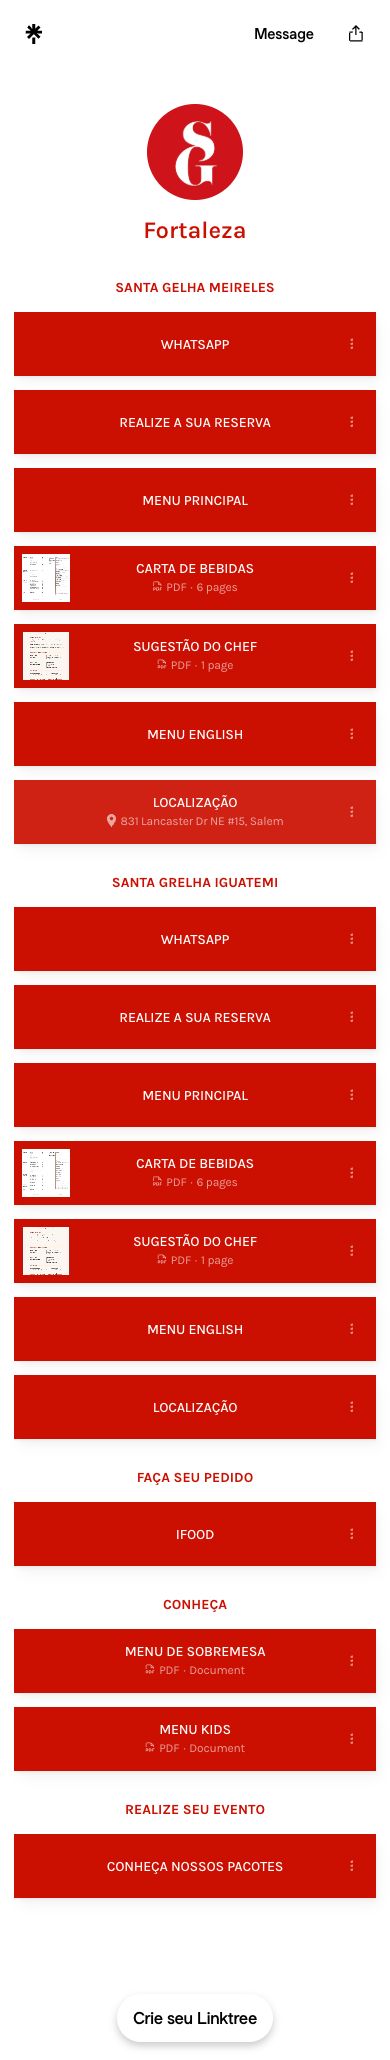 Message
SG
Fortaleza
SANTA GELHA MEIRELES
WHATSAPP
REALIZE A SUA RESERVA
MENU PRINCIPAL
CARTA DE BEBIDAS
PDF · 6 pages
SUGESTÃO DO CHEF
PDF · 1 page
MENU ENGLISH
LOCALIZAÇÃO
831 Lancaster Dr NE #15, Salem
SANTA GRELHA IGUATEMI
WHATSAPP
REALIZE A SUA RESERVA
MENU PRINCIPAL
CARTA DE BEBIDAS
PDF · 6 pages
SUGESTÃO DO CHEF
PDF · 1 page
MENU ENGLISH
LOCALIZAÇÃO
FAÇA SEU PEDIDO
IFOOD
CONHEÇA
MENU DE SOBREMESA
PDF · Document
MENU KIDS
PDF · Document
REALIZE SEU EVENTO
CONHEÇA NOSSOS PACOTES
Crie seu Linktree